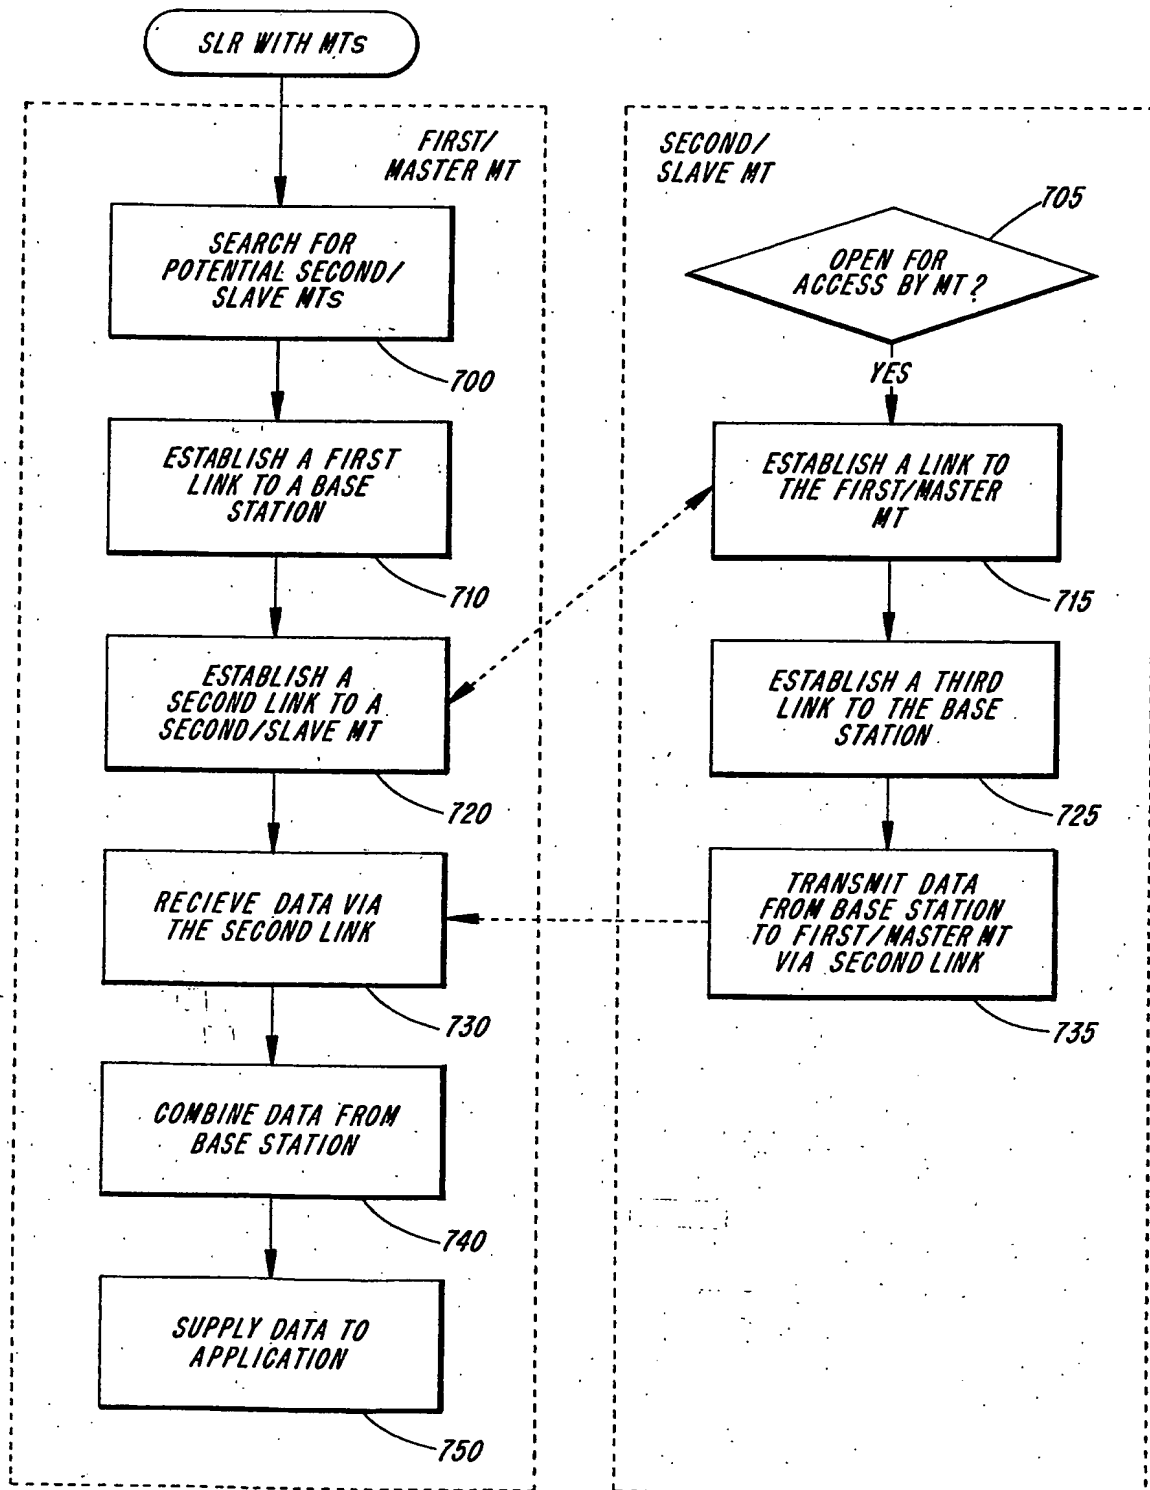 SLR WITH MTs
FIRST/
MASTER MT
SEARCH FOR
POTENTIAL SECOND/
SLAVE MTs
700
ESTABLISH A FIRST
LINK TO A BASE
STATION
710
ESTABLISH A
SECOND LINK TO A
SECOND/SLAVE MT
720
RECIEVE DATA VIA
THE SECOND LINK
730
COMBINE DATA FROM
BASE STATION
740
SUPPLY DATA TO
APPLICATION
750
SECOND/
SLAVE MT
705
OPEN FOR
ACCESS BY MT?
YES
ESTABLISH A LINK TO
THE FIRST/MASTER
MT
715
ESTABLISH A THIRD
LINK TO THE BASE
STATION
725
TRANSMIT DATA
FROM BASE STATION
TO FIRST/MASTER MT
VIA SECOND LINK
735